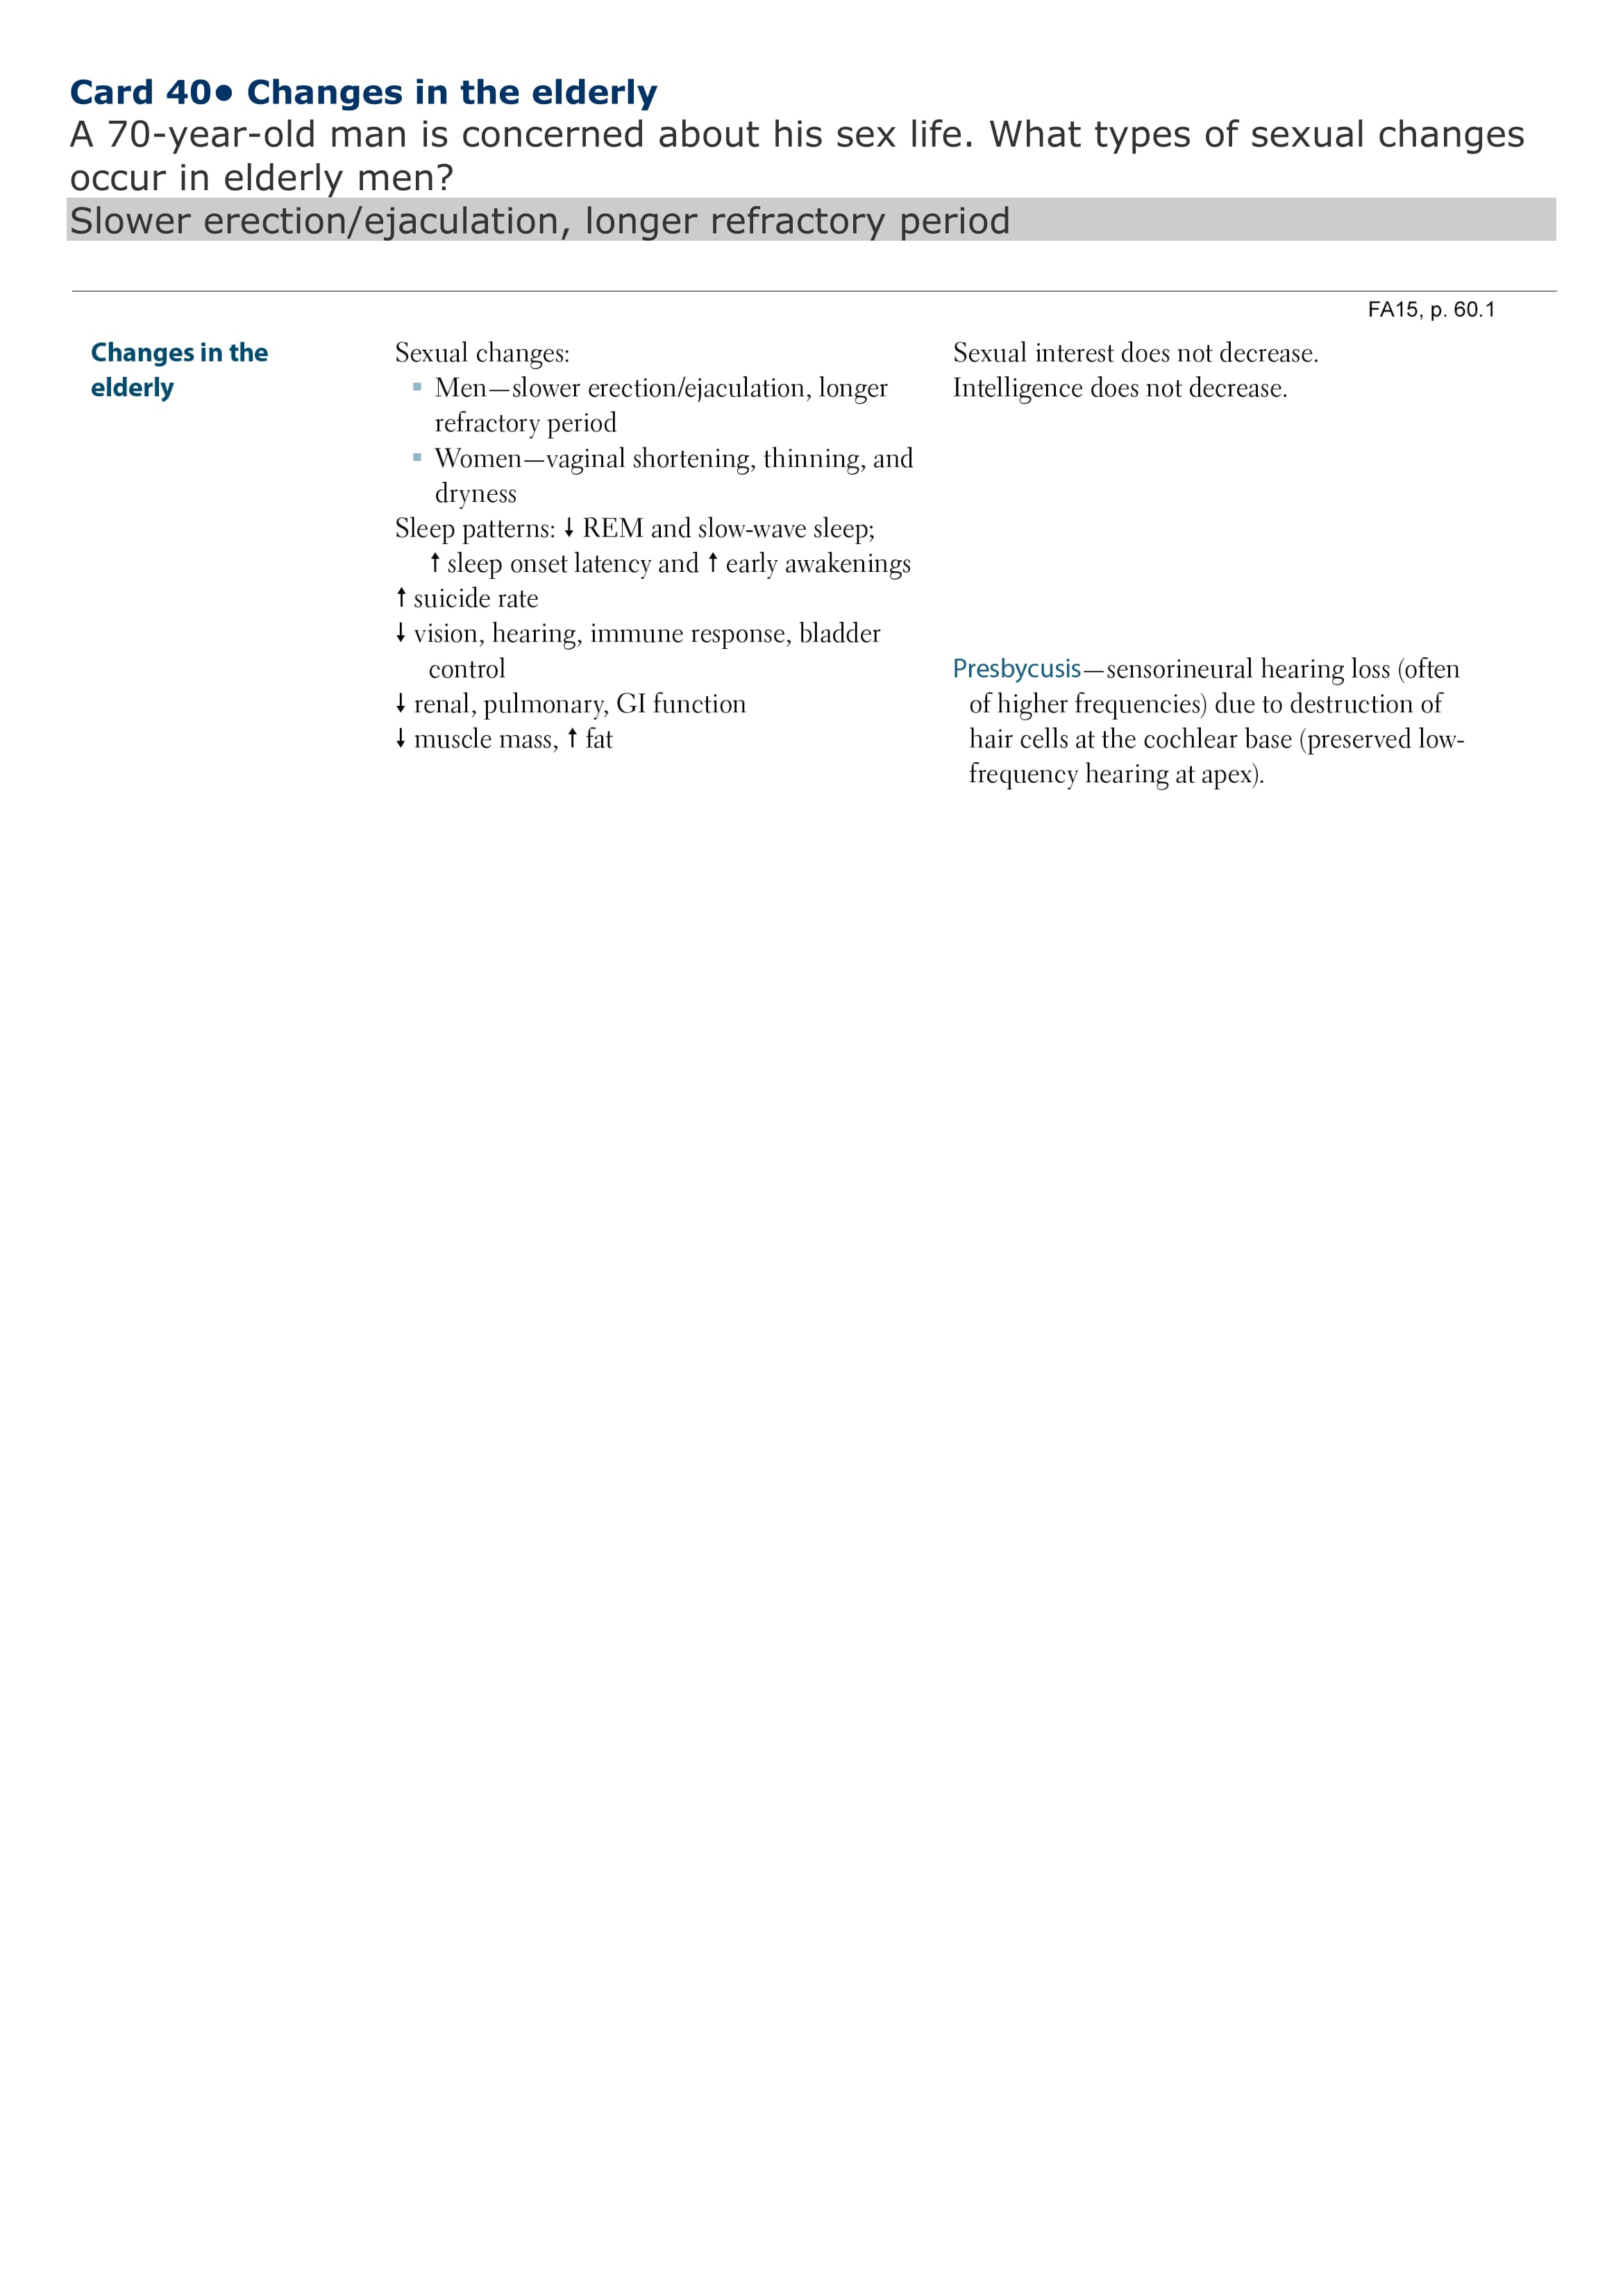 Card 40● Changes in the elderly
A 70-year-old man is concerned about his sex life. What types of sexual changes
occur in elderly men?
Slower erection/ejaculation, longer refractory period
FA15, p. 60.1
Changes in the
elderly
Sexual changes:
▪ Men—slower erection/ejaculation, longer
refractory period
▪ Women—vaginal shortening, thinning, and
dryness
Sleep patterns: ↓ REM and slow-wave sleep;
↑ sleep onset latency and ↑ early awakenings
↑ suicide rate
↓ vision, hearing, immune response, bladder
control
↓ renal, pulmonary, GI function
↓ muscle mass, ↑ fat
Sexual interest does not decrease.
Intelligence does not decrease.
Presbycusis—sensorineural hearing loss (often
of higher frequencies) due to destruction of
hair cells at the cochlear base (preserved low-
frequency hearing at apex).